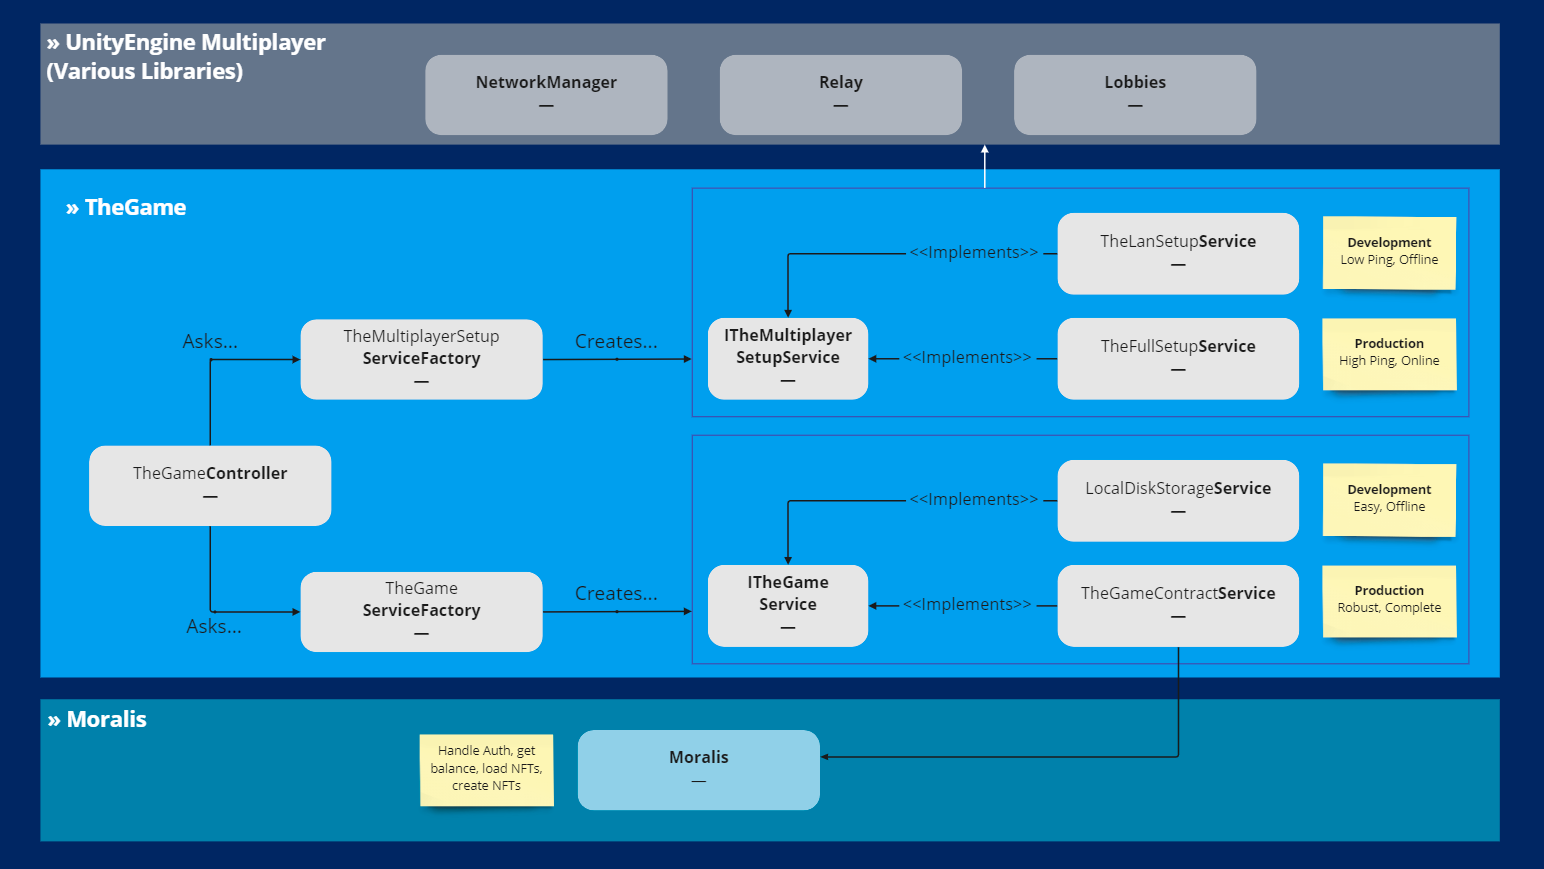 » UnityEngine Multiplayer
(Various Libraries)
NetworkManager
—
Relay
—
Lobbies
—
» TheGame
TheLanSetupService
—
<<Implements>>
Development
Low Ping, Offline
Asks...
TheMultiplayerSetup
ServiceFactory
—
Creates...
ITheMultiplayer
SetupService
—
<<Implements>>
TheFullSetupService
—
Production
High Ping, Online
TheGameController
—
<<Implements>>
LocalDiskStorageService
—
Development
Easy, Offline
Asks...
TheGame
ServiceFactory
—
Creates...
ITheGame
Service
—
<<Implements>>
TheGameContractService
—
Production
Robust, Complete
» Moralis
Handle Auth, get
balance, load NFTs,
create NFTs
Moralis
—